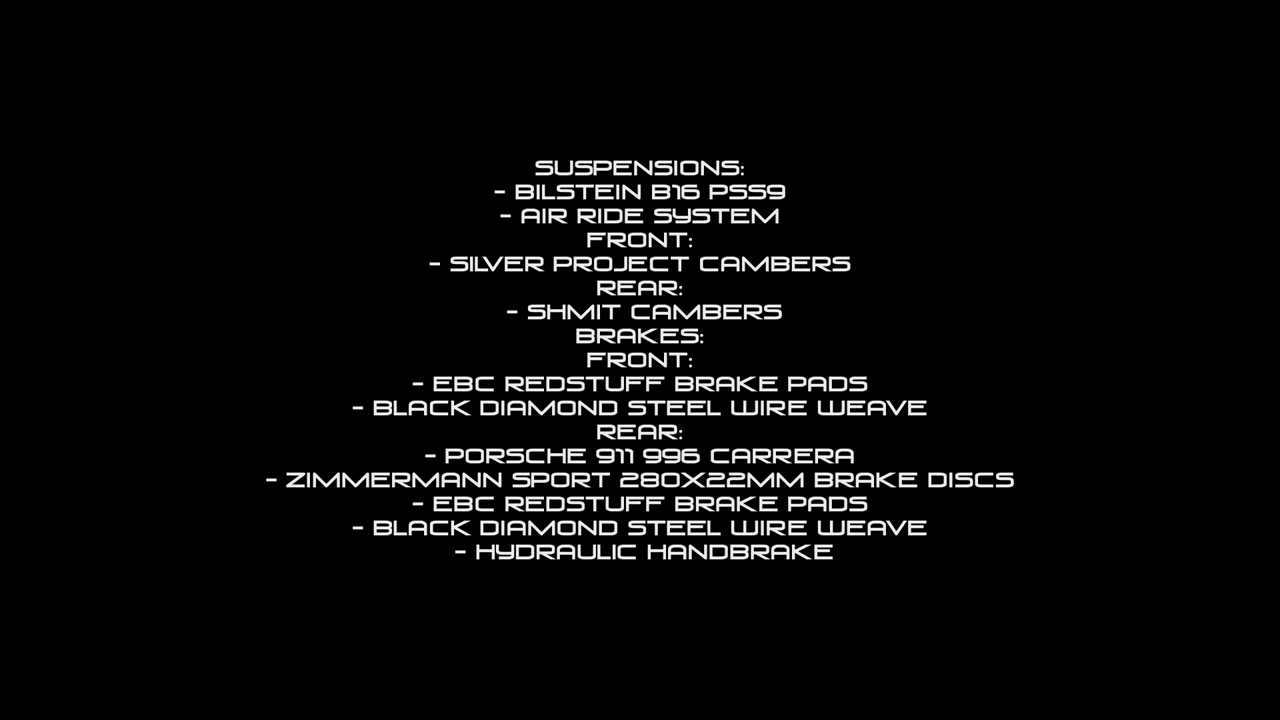 SUSPENSIONS:
- BILSTEIN B16 PSS9
- AIR RIDE SYSTEM
FRONT:
- SILVER PROJECT CAMBERS
REAR:
- SHMIT CAMBERS
BRAKES:
FRONT:
- EBC REDSTUFF BRAKE PADS
- BLACK DIAMOND STEEL WIRE WEAVE
REAR:
- PORSCHE 911 996 CARRERA
- ZIMMERMANN SPORT 280X22MM BRAKE DISCS
- EBC REDSTUFF BRAKE PADS
- BLACK DIAMOND STEEL WIRE WEAVE
- HYDRAULIC HANDBRAKE